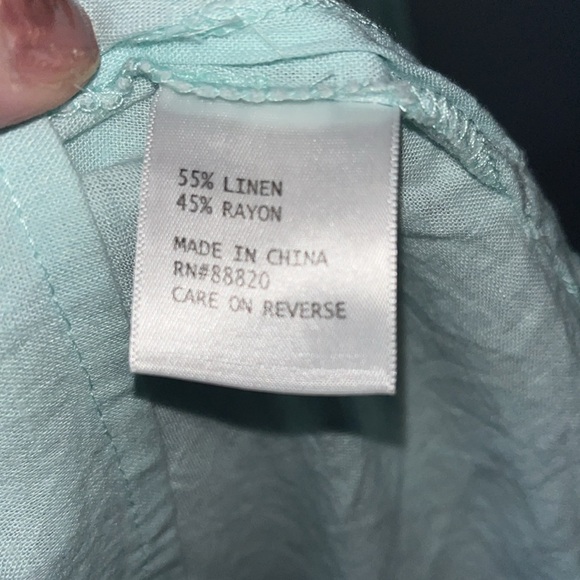 55% LINEN
45% RAYON
MADE IN CHINA
RN#88820
CARE ON REVERSE